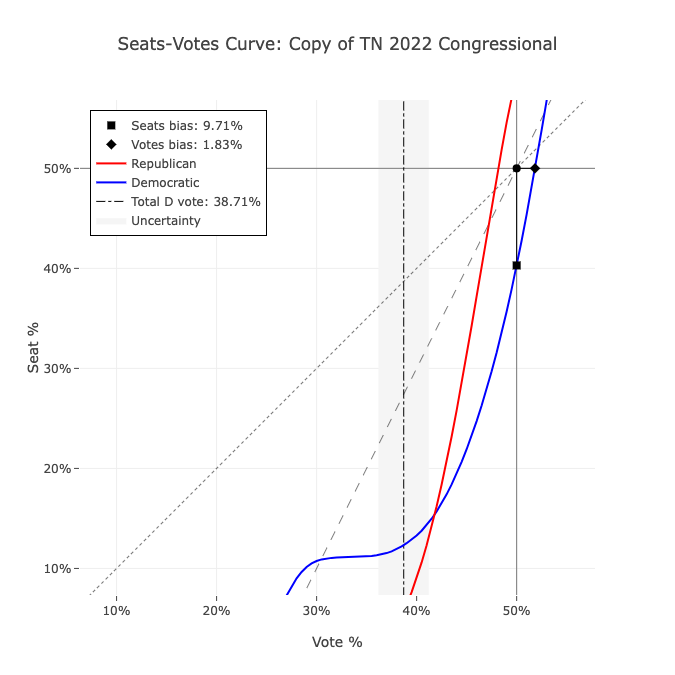 Seats-Votes Curve: Copy of TN 2022 Congressional
Seats bias: 9.71%
Votes bias: 1.83%
Republican
Democratic
Total D vote: 38.71%
Uncertainty
50%
40%
30%
20%
10%
Seat %
10%
20%
30%
40%
50%
Vote %